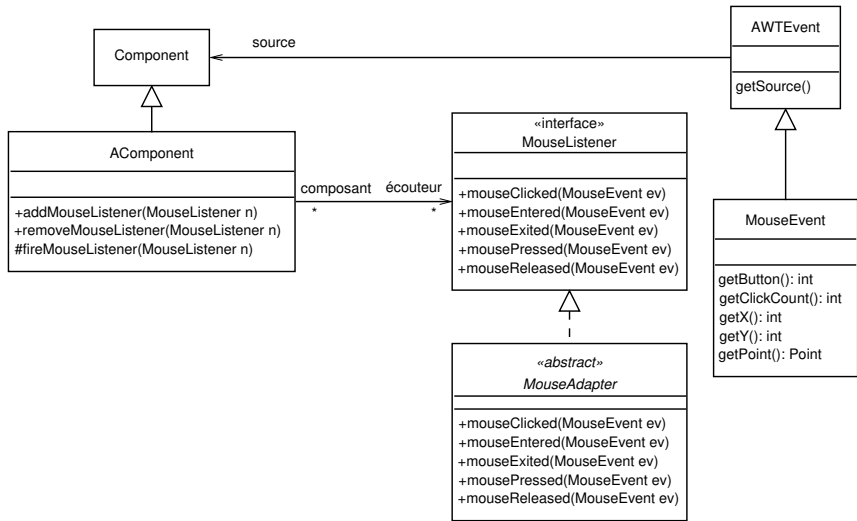 Component
source
AWTEvent
getSource()
AComponent
+addMouseListener(MouseListener n)
+removeMouseListener(MouseListener n)
#fireMouseListener(MouseListener n)
composant
écouteur
*
*
«interface»
MouseListener
+mouseClicked(MouseEvent ev)
+mouseEntered(MouseEvent ev)
+mouseExited(MouseEvent ev)
+mousePressed(MouseEvent ev)
+mouseReleased(MouseEvent ev)
MouseEvent
getButton(): int
getClickCount(): int
getX(): int
getY(): int
getPoint(): Point
«abstract»
MouseAdapter
+mouseClicked(MouseEvent ev)
+mouseEntered(MouseEvent ev)
+mouseExited(MouseEvent ev)
+mousePressed(MouseEvent ev)
+mouseReleased(MouseEvent ev)